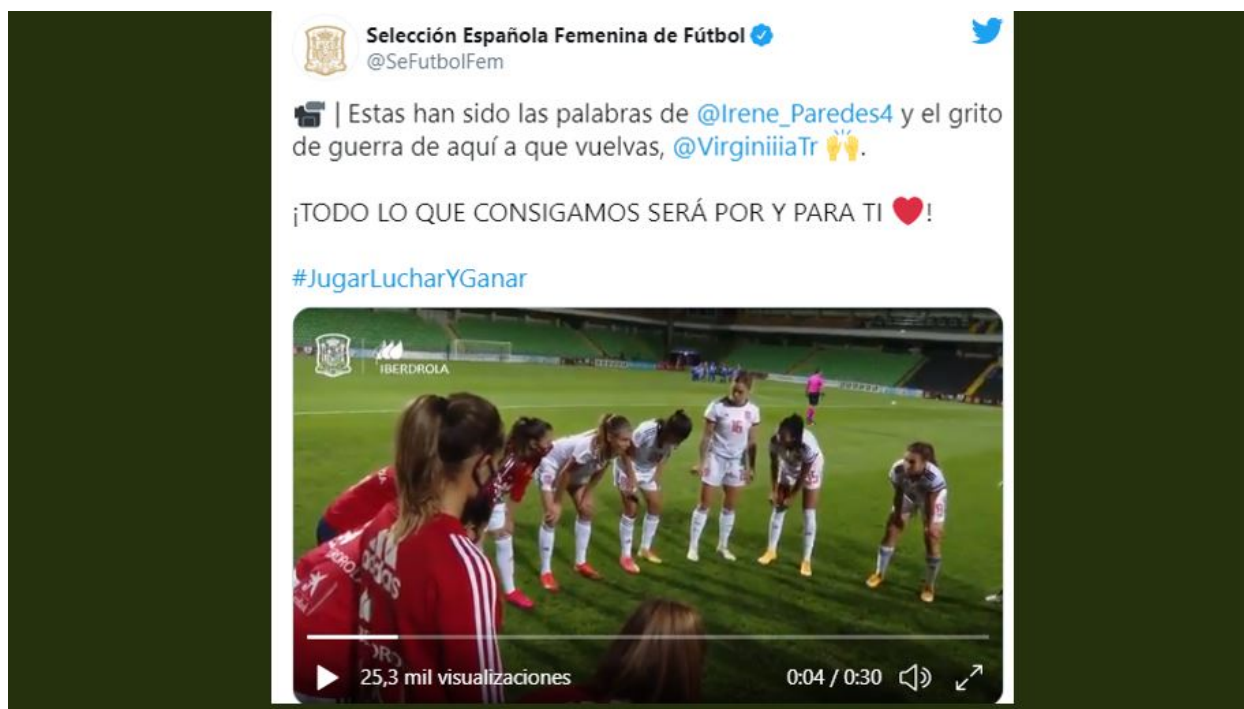 Selección Española Femenina de Fútbol
@SeFutbolFem
| Estas han sido las palabras de @Irene_Paredes4 y el grito
de guerra de aquí a que vuelvas, @VirginiiiaTr 🙌.
¡TODO LO QUE CONSIGAMOS SERÁ POR Y PARA TI ❤️!
#JugarLucharYGanar
IBERDROLA
16
adidas
25,3 mil visualizaciones
0:04 / 0:30